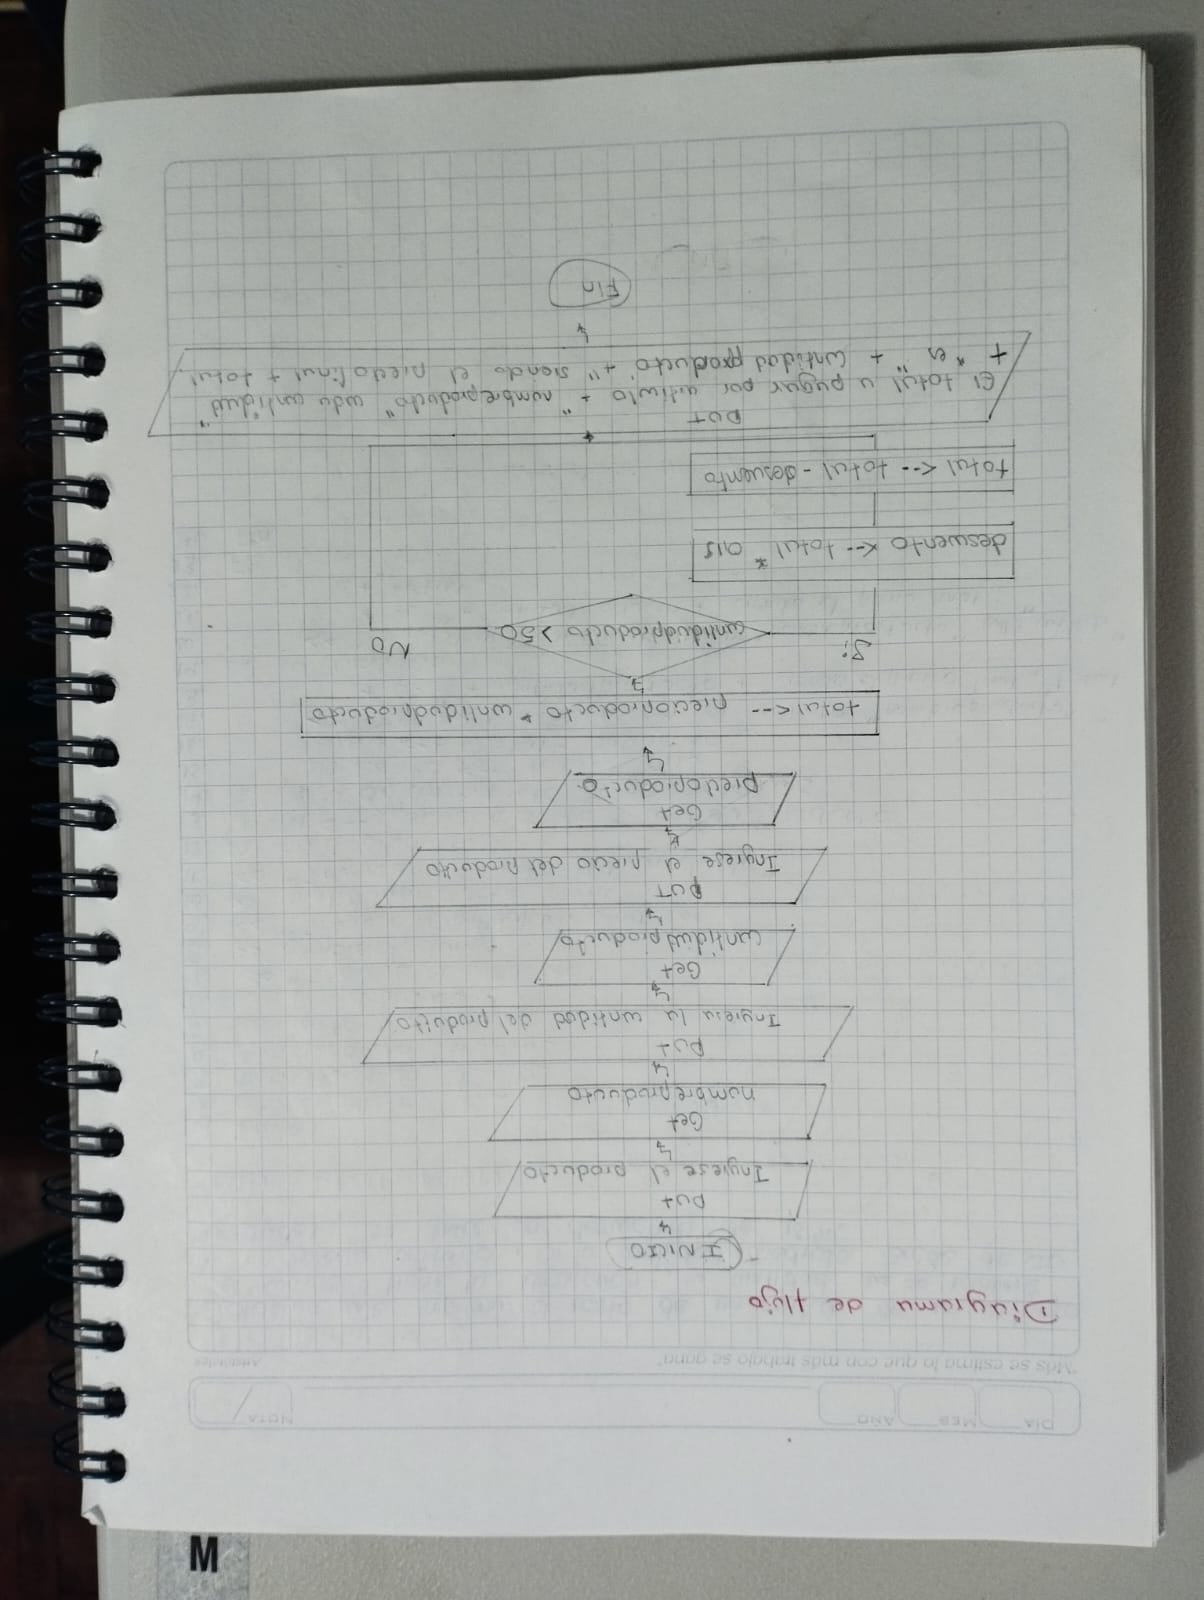 DIA MES AÑO NOTA
"Más se estima lo que con más trabajo se gana" Aristóteles
Diagrama de flujo
INICIO
put
Ingrese el producto
Get
nombreproducto
put
Ingresa la cantidad del producto
Get
cantidadproducto
PUT
Ingrese el precio del producto
Get
precioproducto
total <-- precioproducto * cantidadproducto
cantidadproducto >50
Si NO
descuento <-- total * 0.15
total <-- total - descuento
PUT
El total a pagar por articulo + "nombreproducto" cuda cantidad"
+ "es" + cantidad producto + "siendo el precio final + total.
Fin
M